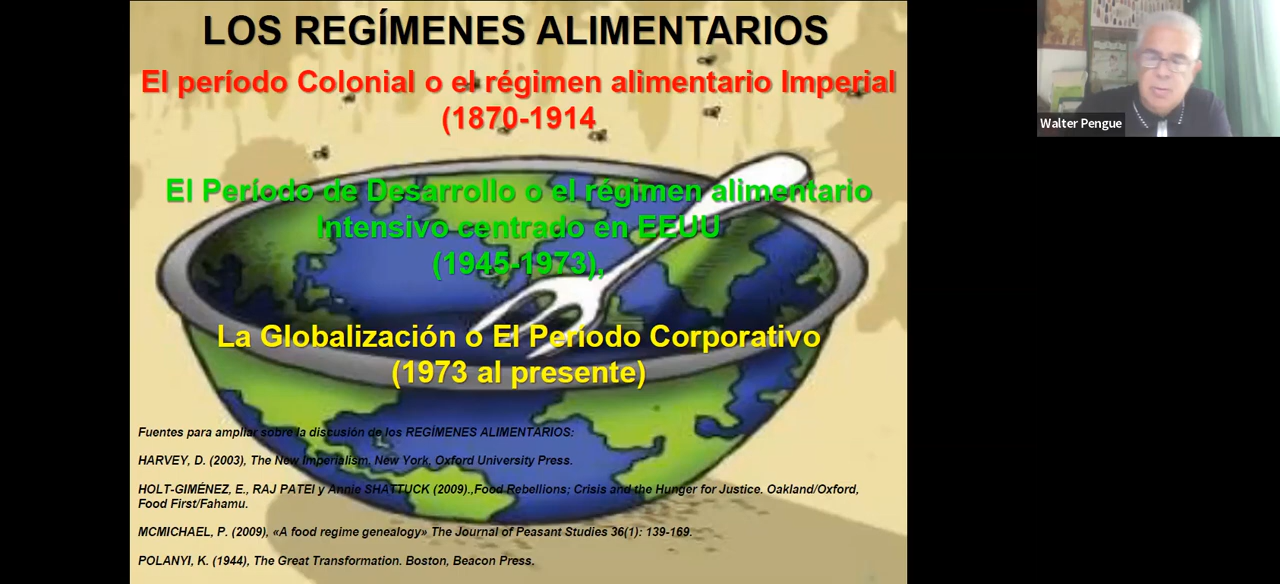 LOS REGÍMENES ALIMENTARIOS
El período Colonial o el régimen alimentario Imperial
(1870-1914
El Período de Desarrollo o el régimen alimentario
Intensivo centrado en EEUU
(1945-1973),
La Globalización o El Período Corporativo
(1973 al presente)
Fuentes para ampliar sobre la discusión de los REGÍMENES ALIMENTARIOS:
HARVEY, D. (2003), The New Imperialism. New York, Oxford University Press.
HOLT-GIMÉNEZ, E., RAJ PATEI y Annie SHATTUCK (2009).,Food Rebellions; Crisis and the Hunger for Justice. Oakland/Oxford,
Food First/Fahamu.
MCMICHAEL, P. (2009), «A food regime genealogy» The Journal of Peasant Studies 36(1): 139-169.
POLANYI, K. (1944), The Great Transformation. Boston, Beacon Press.
Walter Pengue